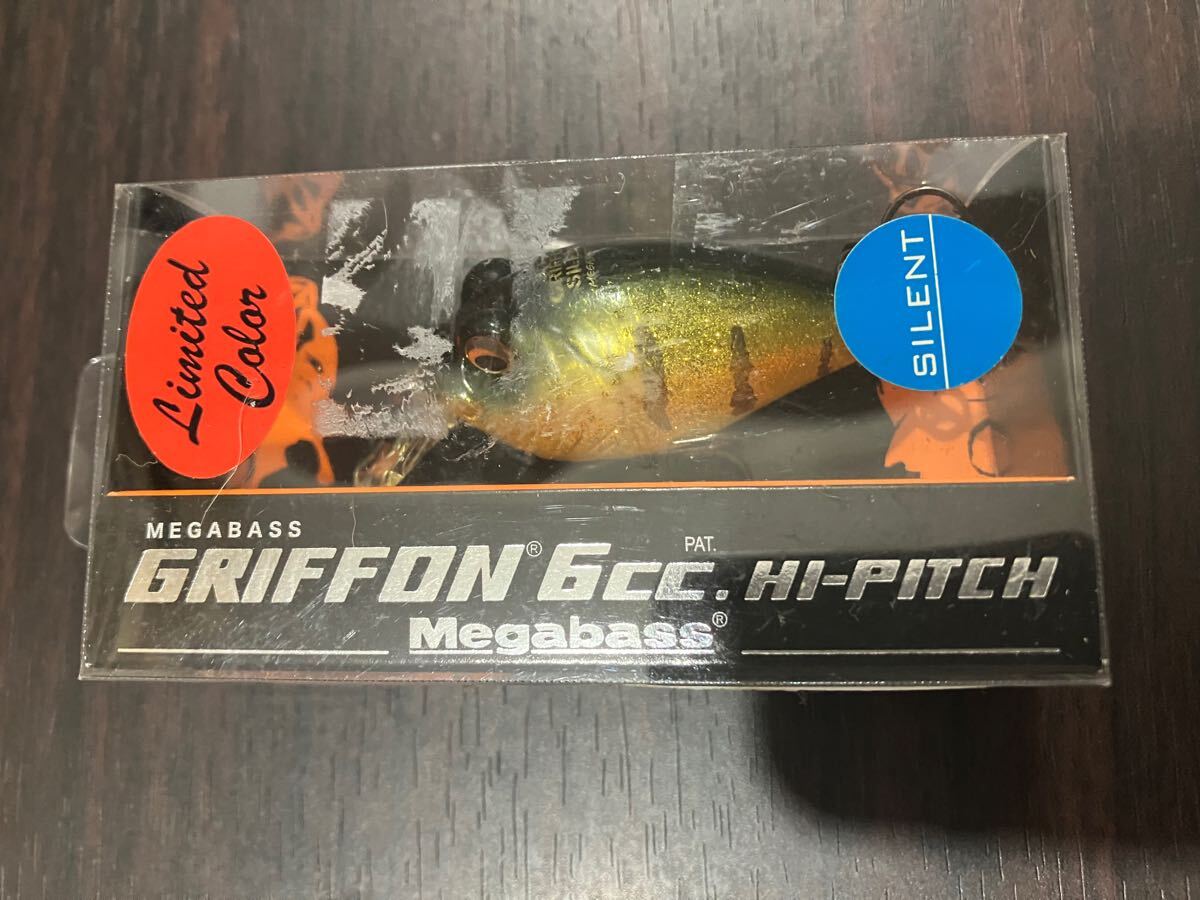 Limited
Color
SILENT
MEGABASS
GRIFFON® 6cc. HI-PITCH
PAT.
Megabass®